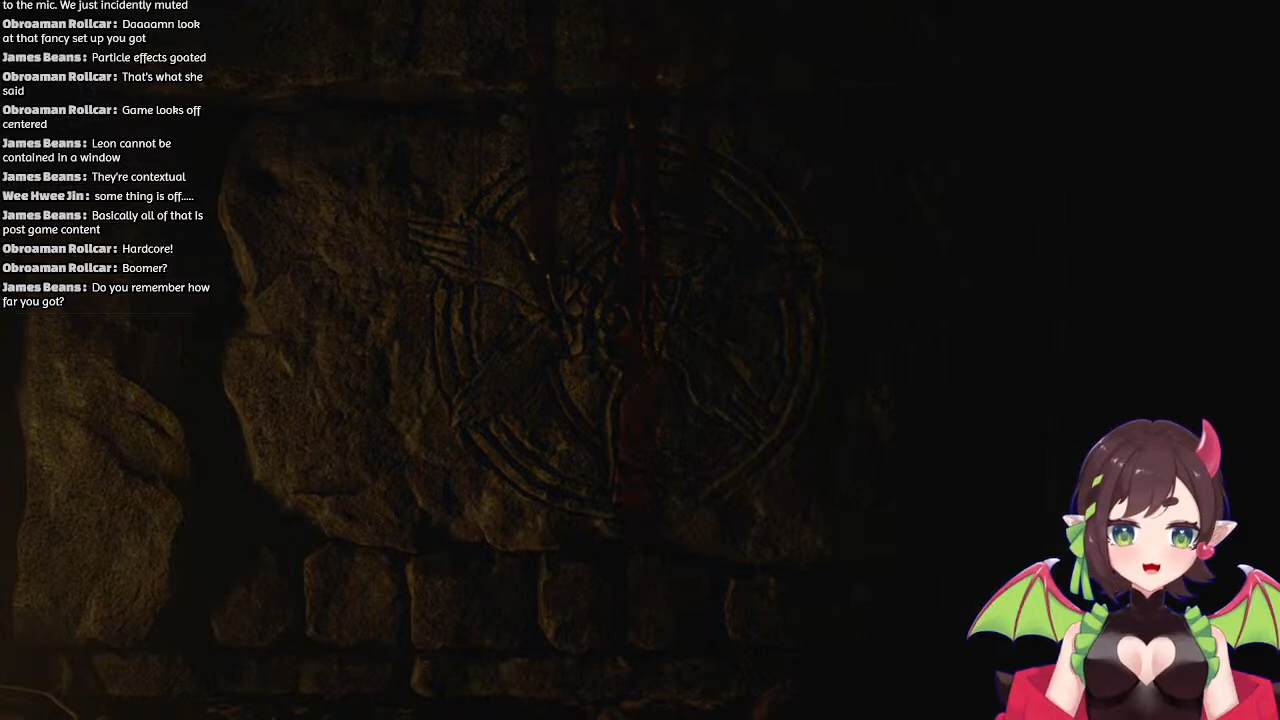 to the mic. We just incidently muted
Obroaman Rollcar: Daaaamn look
at that fancy set up you got
James Beans: Particle effects goated
Obroaman Rollcar: That's what she
said
Obroaman Rollcar: Game looks off
centered
James Beans: Leon cannot be
contained in a window
James Beans: They're contextual
Wee Hwee Jin: some thing is off.....
James Beans: Basically all of that is
post game content
Obroaman Rollcar: Hardcore!
Obroaman Rollcar: Boomer?
James Beans: Do you remember how
far you got?